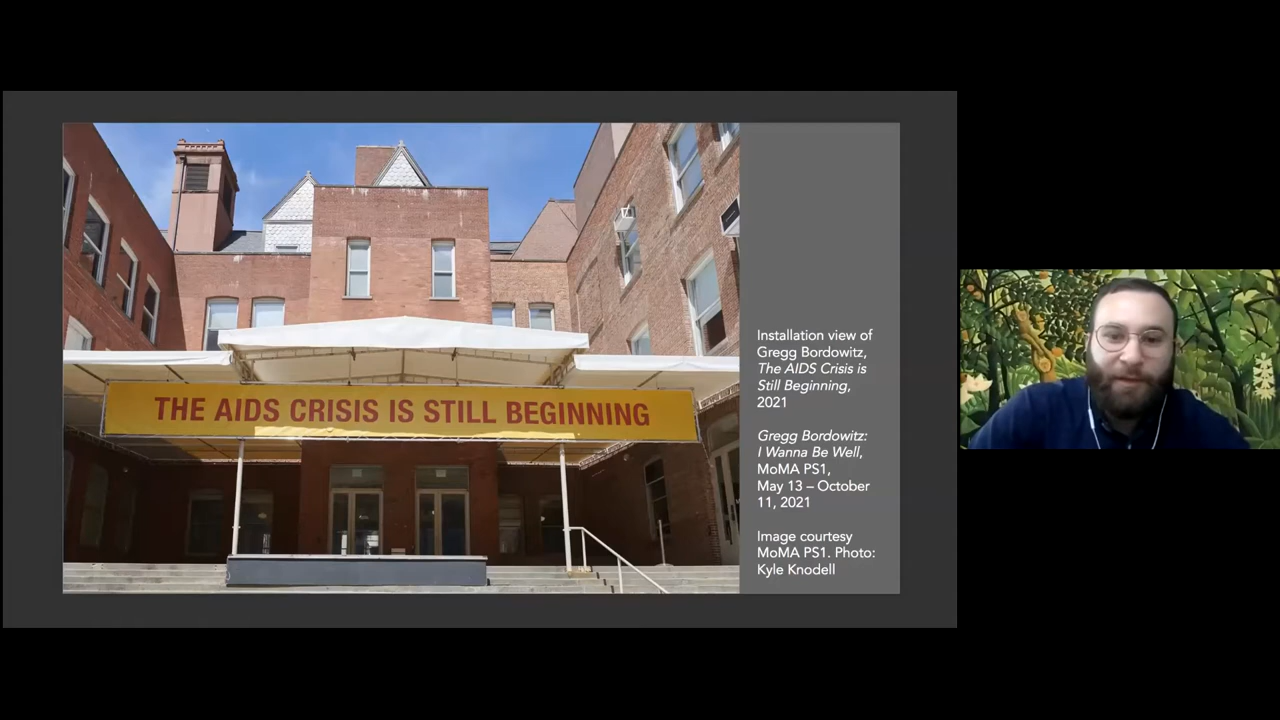 THE AIDS CRISIS IS STILL BEGINNING
Installation view of
Gregg Bordowitz,
The AIDS Crisis is
Still Beginning,
2021
Gregg Bordowitz:
I Wanna Be Well,
MoMA PS1,
May 13 – October
11, 2021
Image courtesy
MoMA PS1. Photo:
Kyle Knodell